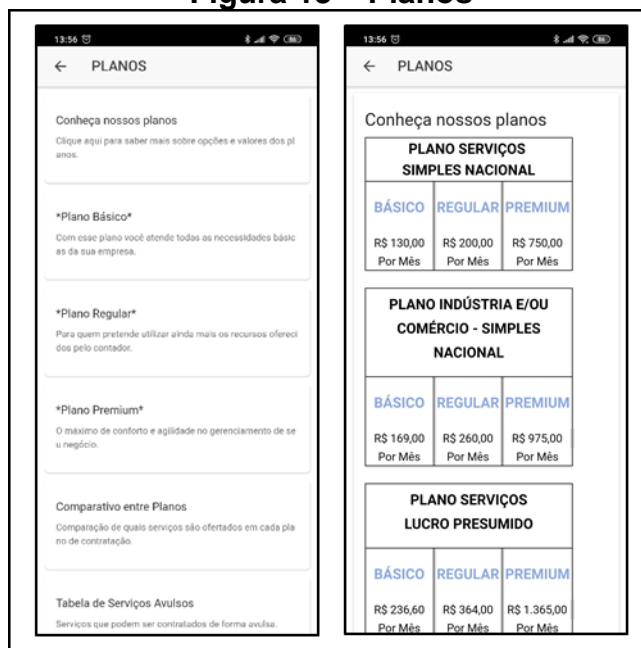 13:56
PLANOS
Conheça nossos planos
Clique aqui para saber mais sobre opções e valores dos pl
anos.
*Plano Básico*
Com esse plano você atende todas as necessidades básic
as da sua empresa.
*Plano Regular*
Para quem pretende utilizar ainda mais os recursos ofereci
dos pelo contador.
*Plano Premium*
O máximo de conforto e agilidade no gerenciamento de se
u negócio.
Comparativo entre Planos
Comparação de quais serviços são ofertados em cada pla
no de contratação.
Tabela de Serviços Avulsos
Serviços que podem ser contratados de forma avulsa.
13:56
PLANOS
Conheça nossos planos
PLANO SERVIÇOS
SIMPLES NACIONAL
BÁSICO REGULAR PREMIUM
R$ 130,00 R$ 200,00 R$ 750,00
Por Mês Por Mês Por Mês
PLANO INDÚSTRIA E/OU
COMÉRCIO - SIMPLES
NACIONAL
BÁSICO REGULAR PREMIUM
R$ 169,00 R$ 260,00 R$ 975,00
Por Mês Por Mês Por Mês
PLANO SERVIÇOS
LUCRO PRESUMIDO
BÁSICO REGULAR PREMIUM
R$ 236,60 R$ 364,00 R$ 1.365,00
Por Mês Por Mês Por Mês